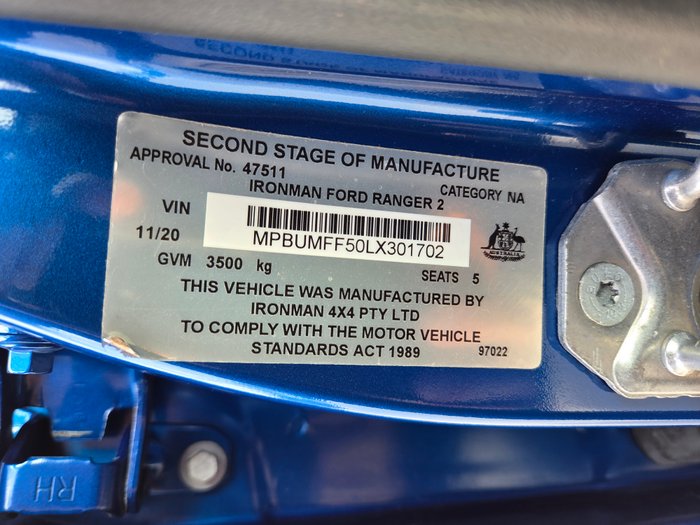 SECOND STAGE OF MANUFACTURE
APPROVAL No. 47511
CATEGORY NA
IRONMAN FORD RANGER 2
VIN
MPBUMFF50LX301702
11/20
AUSTRALIA
GVM 3500 kg
SEATS 5
THIS VEHICLE WAS MANUFACTURED BY
IRONMAN 4X4 PTY LTD
TO COMPLY WITH THE MOTOR VEHICLE
STANDARDS ACT 1989
97022
RH